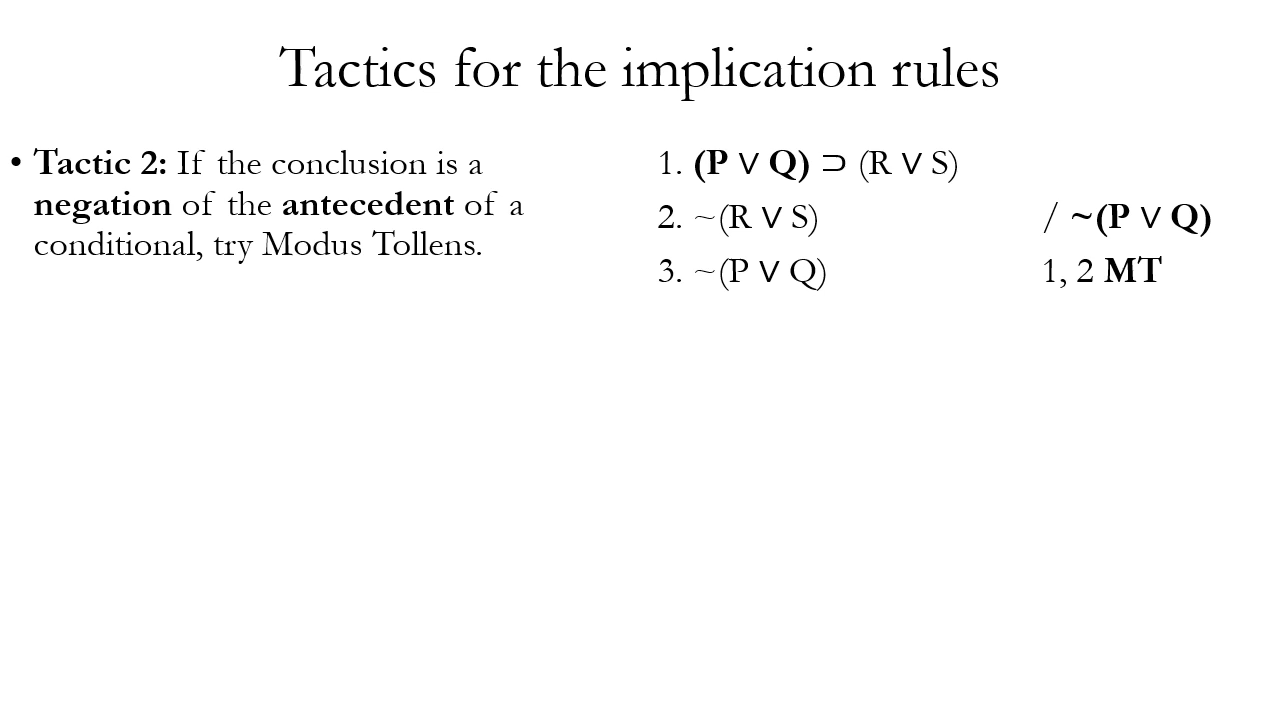 Tactics for the implication rules
• Tactic 2: If the conclusion is a
negation of the antecedent of a
conditional, try Modus Tollens.
1. (P ∨ Q) ⊃ (R ∨ S)
2. ~(R ∨ S) / ~(P ∨ Q)
3. ~(P ∨ Q) 1, 2 MT